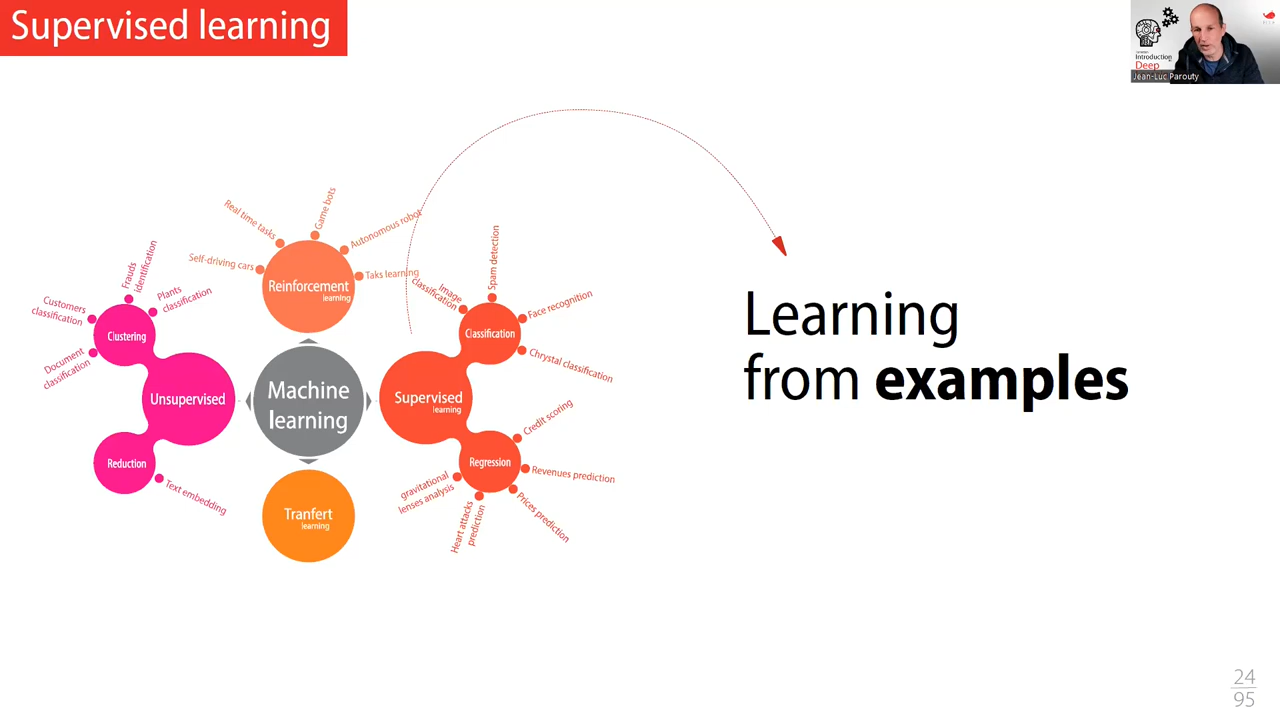 Supervised learning
Introduction
Deep
Jean-Luc Parouty
Real time tasks
Game bots
Autonomous robot
Self-driving cars
Taks learning
Reinforcement
learning
Frauds
identification
Plants
classification
Customers
classification
Document
classification
Clustering
Unsupervised
Reduction
Text embedding
Machine
learning
Tranfert
learning
Supervised
learning
Image
classification
Spam detection
Face recognition
Chrystal classification
Classification
Credit scoring
Revenues prediction
Prices prediction
Heart attacks
prediction
gravitational
lenses analysis
Regression
Learning
from examples
24
95